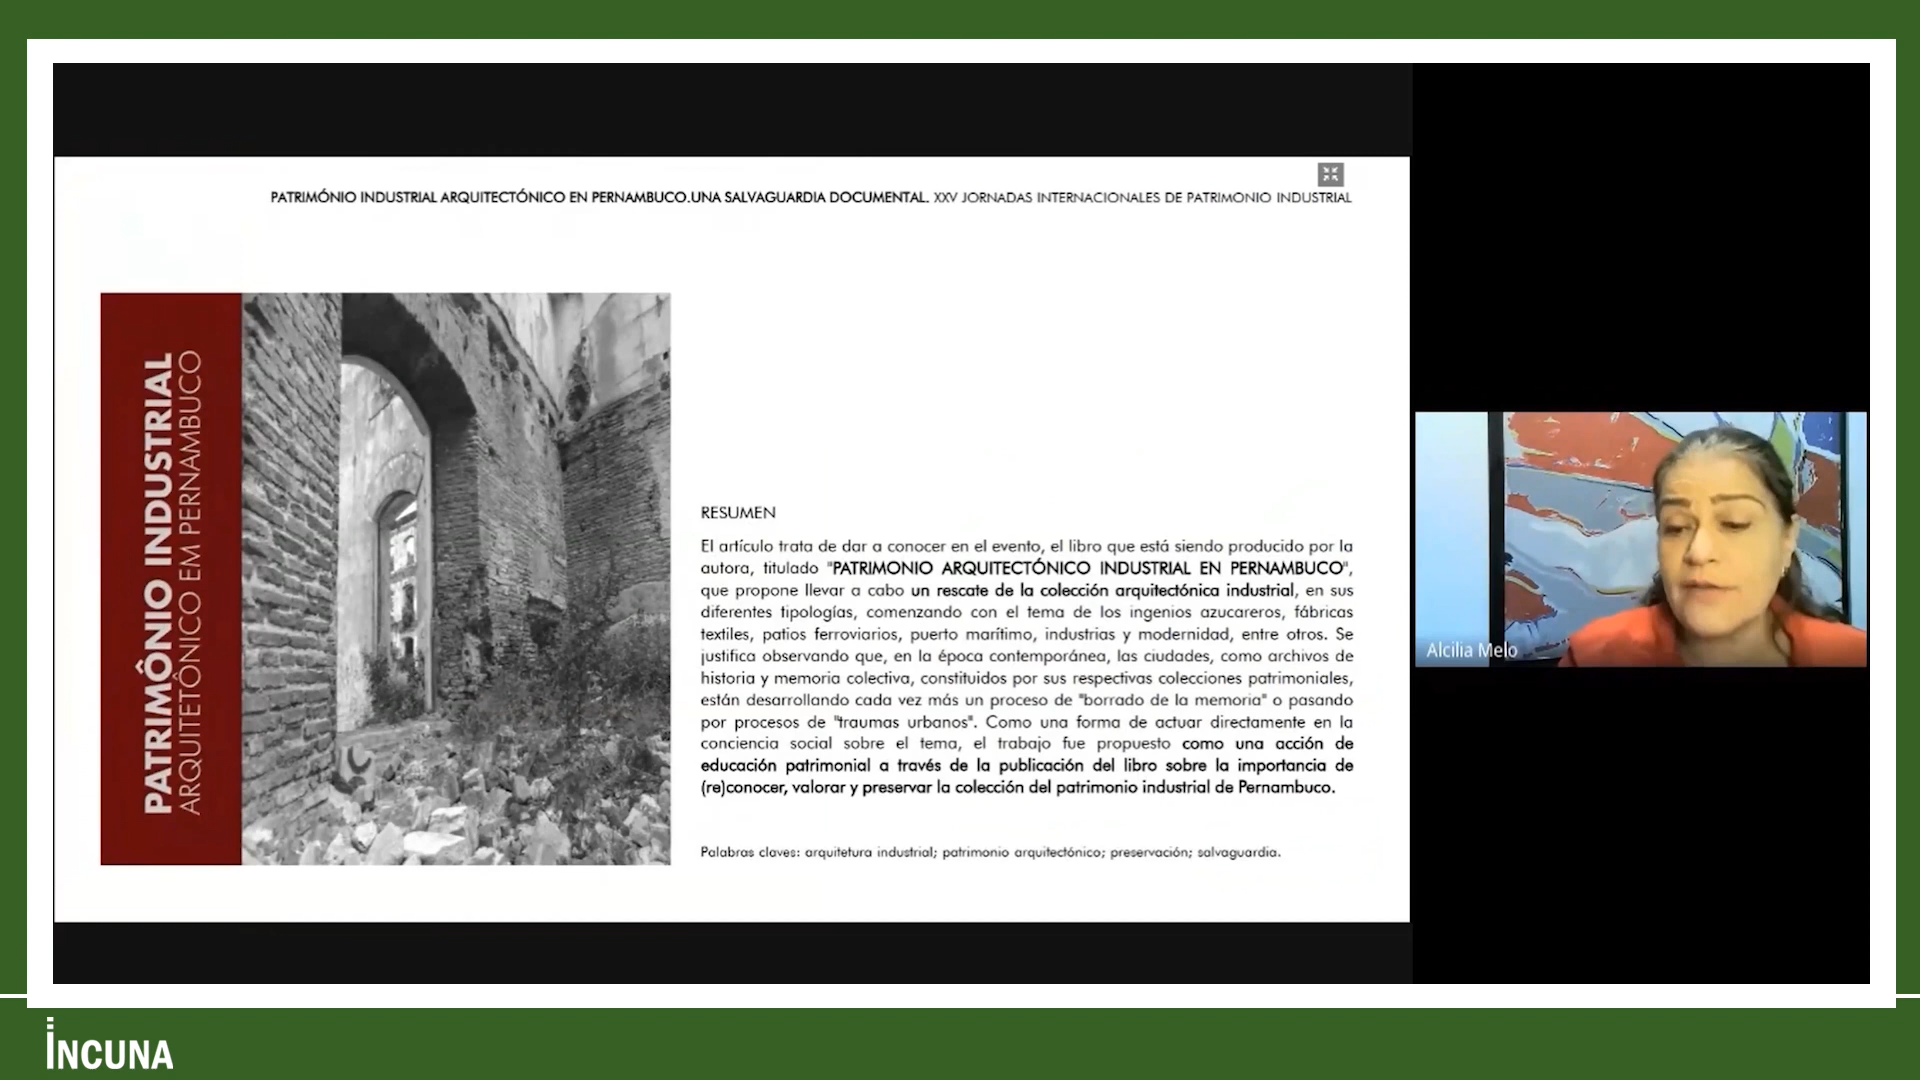 PATRIMÓNIO INDUSTRIAL ARQUITECTÓNICO EN PERNAMBUCO.UNA SALVAGUARDIA DOCUMENTAL. XXV JORNADAS INTERNACIONALES DE PATRIMONIO INDUSTRIAL
PATRIMÔNIO INDUSTRIAL
ARQUITETÔNICO EM PERNAMBUCO
RESUMEN
El artículo trata de dar a conocer en el evento, el libro que está siendo producido por la
autora, titulado "PATRIMONIO ARQUITECTÓNICO INDUSTRIAL EN PERNAMBUCO",
que propone llevar a cabo un rescate de la colección arquitectónica industrial, en sus
diferentes tipologías, comenzando con el tema de los ingenios azucareros, fábricas
textiles, patios ferroviarios, puerto marítimo, industrias y modernidad, entre otros. Se
justifica observando que, en la época contemporánea, las ciudades, como archivos de
historia y memoria colectiva, constituidos por sus respectivas colecciones patrimoniales,
están desarrollando cada vez más un proceso de "borrado de la memoria" o pasando
por procesos de "traumas urbanos". Como una forma de actuar directamente en la
conciencia social sobre el tema, el trabajo fue propuesto como una acción de
educación patrimonial a través de la publicación del libro sobre la importancia de
(re)conocer, valorar y preservar la colección del patrimonio industrial de Pernambuco.
Palabras claves: arquitetura industrial; patrimonio arquitectónico; preservación; salvaguardia.
Alcilia Melo
INCUNA